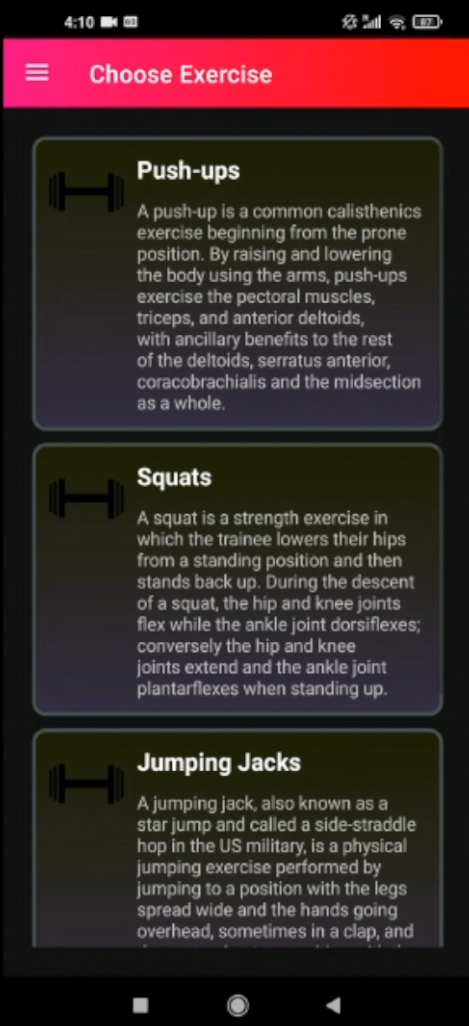 4:10
87
Choose Exercise
Push-ups
A push-up is a common calisthenics
exercise beginning from the prone
position. By raising and lowering
the body using the arms, push-ups
exercise the pectoral muscles,
triceps, and anterior deltoids,
with ancillary benefits to the rest
of the deltoids, serratus anterior,
coracobrachialis and the midsection
as a whole.
Squats
A squat is a strength exercise in
which the trainee lowers their hips
from a standing position and then
stands back up. During the descent
of a squat, the hip and knee joints
flex while the ankle joint dorsiflexes;
conversely the hip and knee
joints extend and the ankle joint
plantarflexes when standing up.
Jumping Jacks
A jumping jack, also known as a
star jump and called a side-straddle
hop in the US military, is a physical
jumping exercise performed by
jumping to a position with the legs
spread wide and the hands going
overhead, sometimes in a clap, and